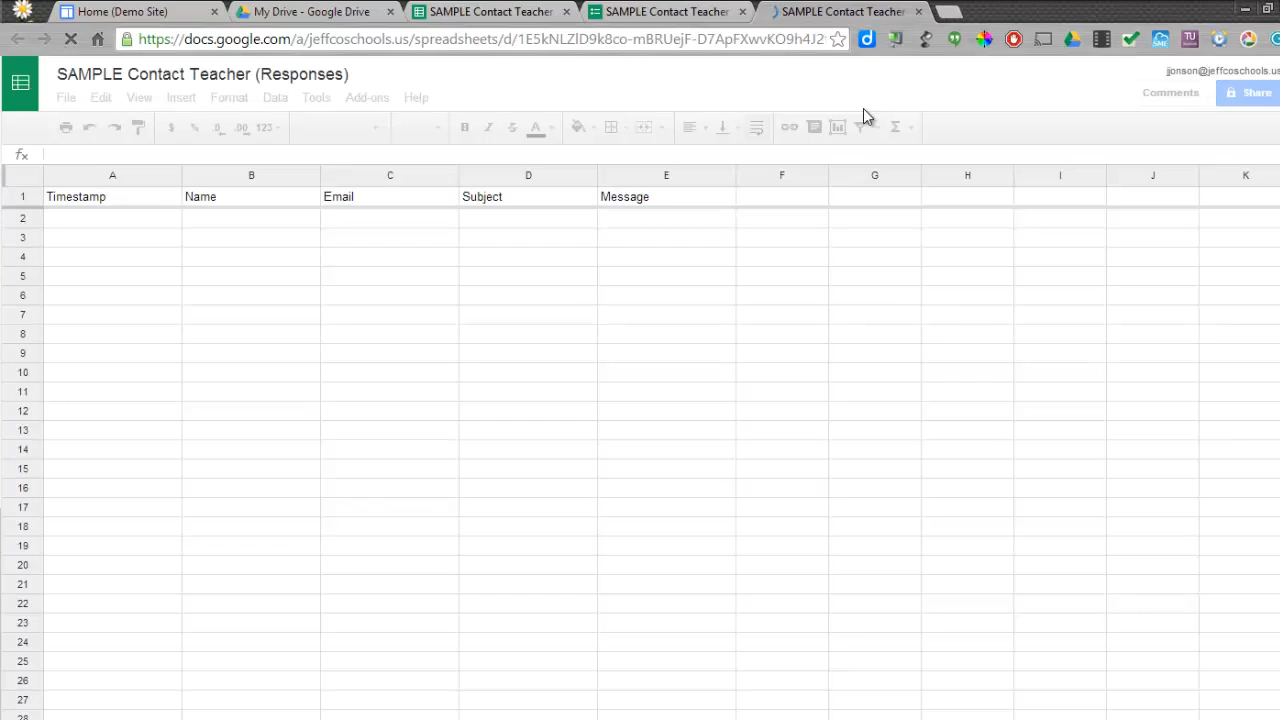 Home (Demo Site) × My Drive - Google Drive × SAMPLE Contact Teacher × SAMPLE Contact Teacher × SAMPLE Contact Teacher ×
https://docs.google.com/a/jeffcoschools.us/spreadsheets/d/1E5kNLZlD9k8co-mBRUejF-D7ApFXwvKO9h4J2
SAMPLE Contact Teacher (Responses)
jjonson@jeffcoschools.us
File Edit View Insert Format Data Tools Add-ons Help
Comments Share
$ % .0 .00 123 B I S A Σ
fx
A B C D E F G H I J K
1 Timestamp Name Email Subject Message
2
3
4
5
6
7
8
9
10
11
12
13
14
15
16
17
18
19
20
21
22
23
24
25
26
27
28